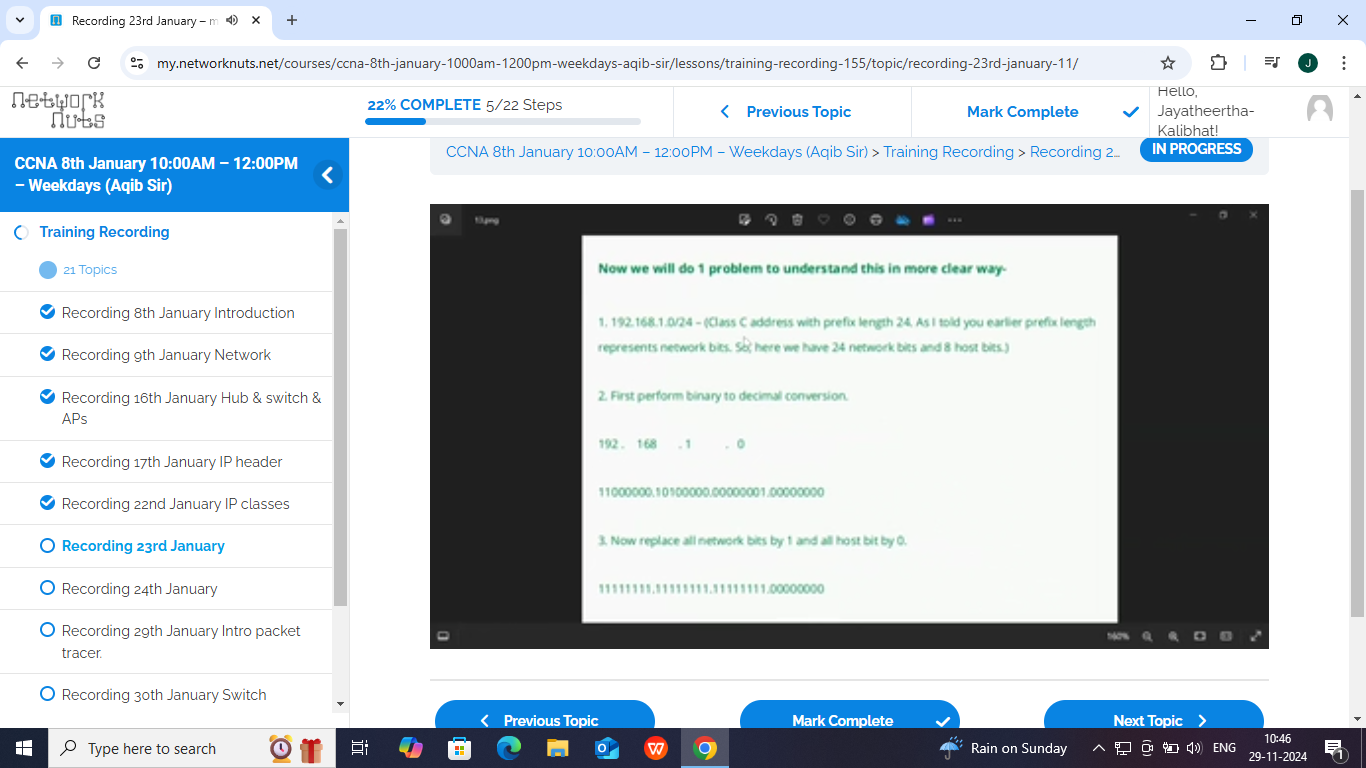 Recording 23rd January – m
my.networknuts.net/courses/ccna-8th-january-1000am-1200pm-weekdays-aqib-sir/lessons/training-recording-155/topic/recording-23rd-january-11/
J
Network
Nuts
22% COMPLETE 5/22 Steps
Previous Topic
Mark Complete
Hello,
Jayatheertha-
Kalibhat!
CCNA 8th January 10:00AM – 12:00PM
– Weekdays (Aqib Sir)
Training Recording
21 Topics
Recording 8th January Introduction
Recording 9th January Network
Recording 16th January Hub & switch &
APs
Recording 17th January IP header
Recording 22nd January IP classes
Recording 23rd January
Recording 24th January
Recording 29th January Intro packet
tracer.
Recording 30th January Switch
CCNA 8th January 10:00AM – 12:00PM – Weekdays (Aqib Sir) > Training Recording > Recording 2...
IN PROGRESS
13.png
Now we will do 1 problem to understand this in more clear way-
1. 192.168.1.0/24 – (Class C address with prefix length 24. As I told you earlier prefix length
represents network bits. So, here we have 24 network bits and 8 host bits.)
2. First perform binary to decimal conversion.
192 . 168 . 1 . 0
11000000.10100000.00000001.00000000
3. Now replace all network bits by 1 and all host bit by 0.
11111111.11111111.11111111.00000000
160%
Previous Topic
Mark Complete
Next Topic
Type here to search
Rain on Sunday
ENG
10:46
29-11-2024
1